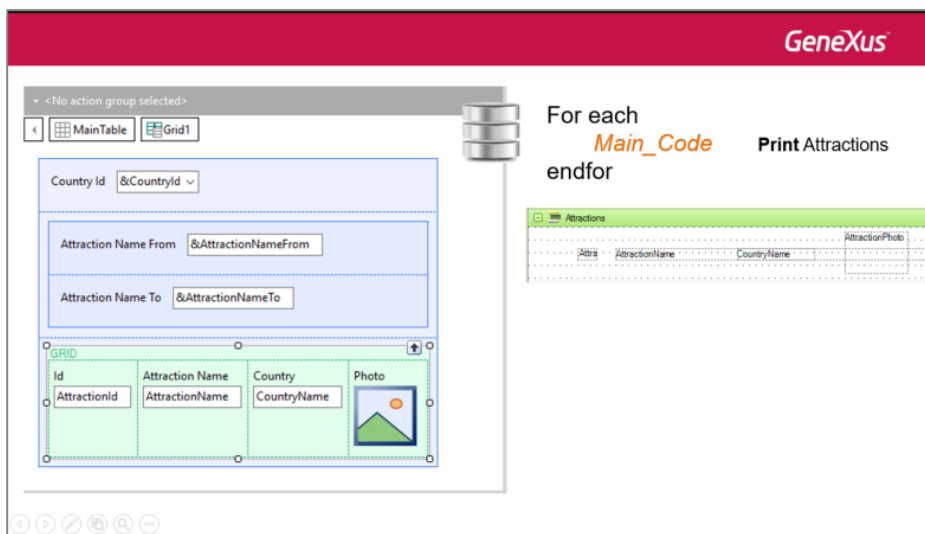 GeneXus
<No action group selected>
MainTable
Grid1
Country Id
&CountryId
Attraction Name From
&AttractionNameFrom
Attraction Name To
&AttractionNameTo
GRID
Id
Attraction Name
Country
Photo
AttractionId
AttractionName
CountryName
For each
Main_Code
Print Attractions
endfor
Attractions
AttractionPhoto
Attra
AttractionName
CountryName